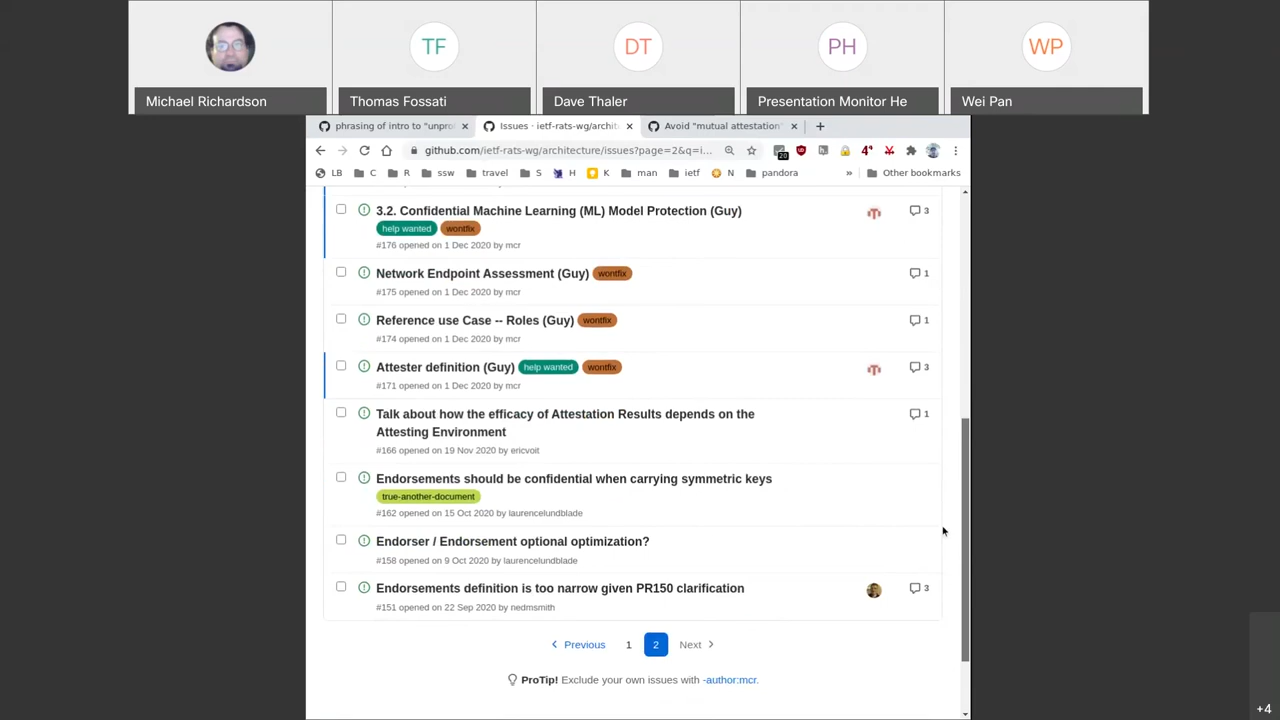 TF
DT
PH
WP
Michael Richardson
Thomas Fossati
Dave Thaler
Presentation Monitor He
Wei Pan
phrasing of intro to "unpro
Issues · ietf-rats-wg/archit
Avoid "mutual attestation"
github.com/ietf-rats-wg/architecture/issues?page=2&q=i...
20
LB
C
R
ssw
travel
S
H
K
man
ietf
N
pandora
»
Other bookmarks
3.2. Confidential Machine Learning (ML) Model Protection (Guy)
3
help wanted wontfix
#176 opened on 1 Dec 2020 by mcr
Network Endpoint Assessment (Guy) wontfix
1
#175 opened on 1 Dec 2020 by mcr
Reference use Case -- Roles (Guy) wontfix
1
#174 opened on 1 Dec 2020 by mcr
Attester definition (Guy) help wanted wontfix
3
#171 opened on 1 Dec 2020 by mcr
Talk about how the efficacy of Attestation Results depends on the
1
Attesting Environment
#166 opened on 19 Nov 2020 by ericvoit
Endorsements should be confidential when carrying symmetric keys
true-another-document
#162 opened on 15 Oct 2020 by laurencelundblade
Endorser / Endorsement optional optimization?
#158 opened on 9 Oct 2020 by laurencelundblade
Endorsements definition is too narrow given PR150 clarification
3
#151 opened on 22 Sep 2020 by nedmsmith
Previous 1 2 Next
ProTip! Exclude your own issues with -author:mcr.
+4